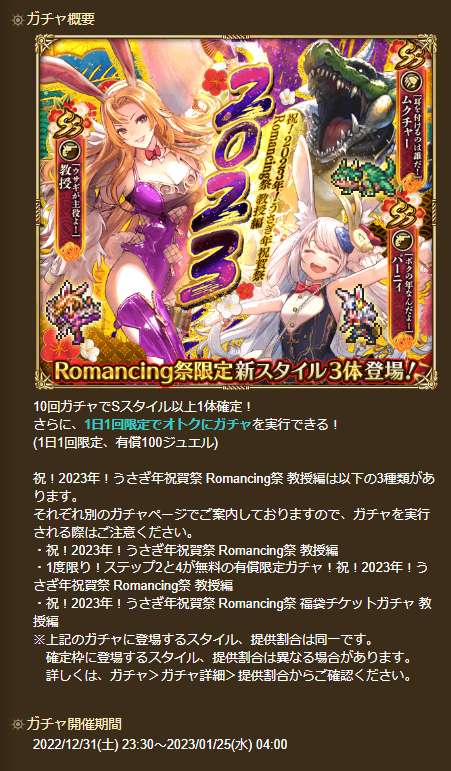 ガチャ概要
SS
教授
[ウサギが主役よ!]
2023
祝!2023年!うさぎ年祝賀祭
Romancing祭 教授編
SS
ムクチャー
[耳を付けるのは誰だ!]
SS
バーニィ
[ボクの年なんだよー]
Romancing祭限定新スタイル3体登場!
10回ガチャでSスタイル以上1体確定!
さらに、1日1回限定でオトクにガチャを実行できる!
(1日1回限定、有償100ジュエル)
祝!2023年!うさぎ年祝賀祭 Romancing祭 教授編は以下の3種類があ
ります。
それぞれ別のガチャページでご案内しておりますので、ガチャを実行
される際はご注意ください。
・祝!2023年!うさぎ年祝賀祭 Romancing祭 教授編
・1度限り!ステップ2と4が無料の有償限定ガチャ!祝!2023年!う
さぎ年祝賀祭 Romancing祭 教授編
・祝!2023年!うさぎ年祝賀祭 Romancing祭 福袋チケットガチャ 教
授編
※上記のガチャに登場するスタイル、提供割合は同一です。
確定枠に登場するスタイル、提供割合は異なる場合があります。
詳しくは、ガチャ>ガチャ詳細>提供割合からご確認ください。
ガチャ開催期間
2022/12/31(土) 23:30～2023/01/25(水) 04:00